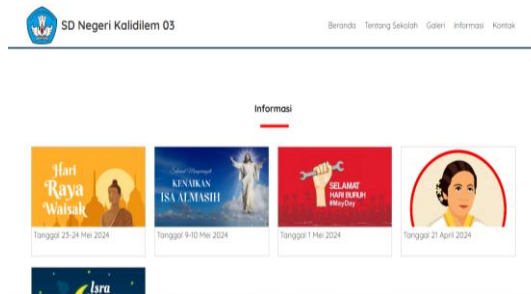 SD Negeri Kalidilem 03
Beranda Tentang Sekolah Galeri Informasi Kontak
Informasi
Hari
Raya
Waisak
Tanggal 23-24 Mei 2024
Selamat Memperingati
KENAIKAN
ISA ALMASIH
Tanggal 9-10 Mei 2024
SELAMAT
HARI BURUH
#MayDay
Tanggal 1 Mei 2024
Tanggal 21 April 2024
Isra